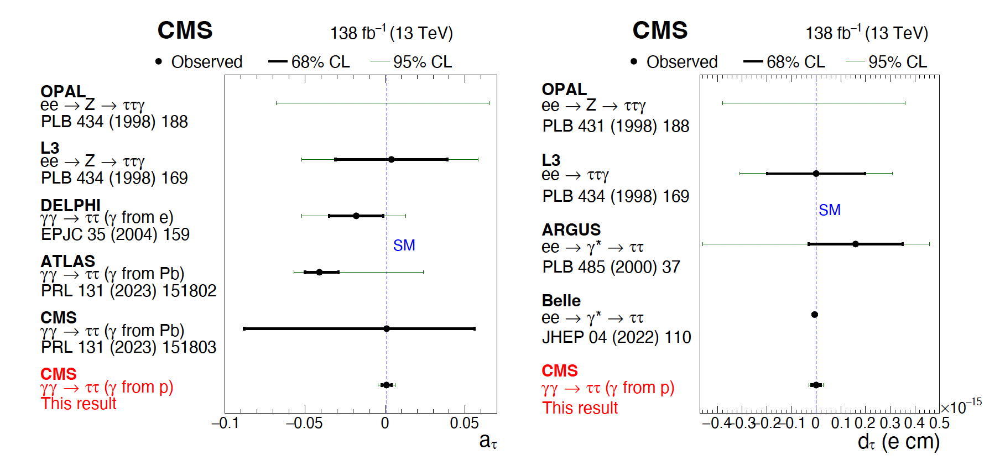 CMS
138 fb⁻¹ (13 TeV)
Observed 68% CL 95% CL
OPAL
ee → Z → ττγ
PLB 434 (1998) 188
L3
ee → Z → ττγ
PLB 434 (1998) 169
DELPHI
γγ → ττ (γ from e)
EPJC 35 (2004) 159
SM
ATLAS
γγ → ττ (γ from Pb)
PRL 131 (2023) 151802
CMS
γγ → ττ (γ from Pb)
PRL 131 (2023) 151803
CMS
γγ → ττ (γ from p)
This result
−0.1 −0.05 0 0.05
aτ
CMS
138 fb⁻¹ (13 TeV)
Observed 68% CL 95% CL
OPAL
ee → Z → ττγ
PLB 431 (1998) 188
L3
ee → ττγ
PLB 434 (1998) 169
SM
ARGUS
ee → γ* → ττ
PLB 485 (2000) 37
Belle
ee → γ* → ττ
JHEP 04 (2022) 110
CMS
γγ → ττ (γ from p)
This result
×10⁻¹⁵
−0.4 −0.3 −0.2 −0.1 0 0.1 0.2 0.3 0.4 0.5
dτ (e cm)